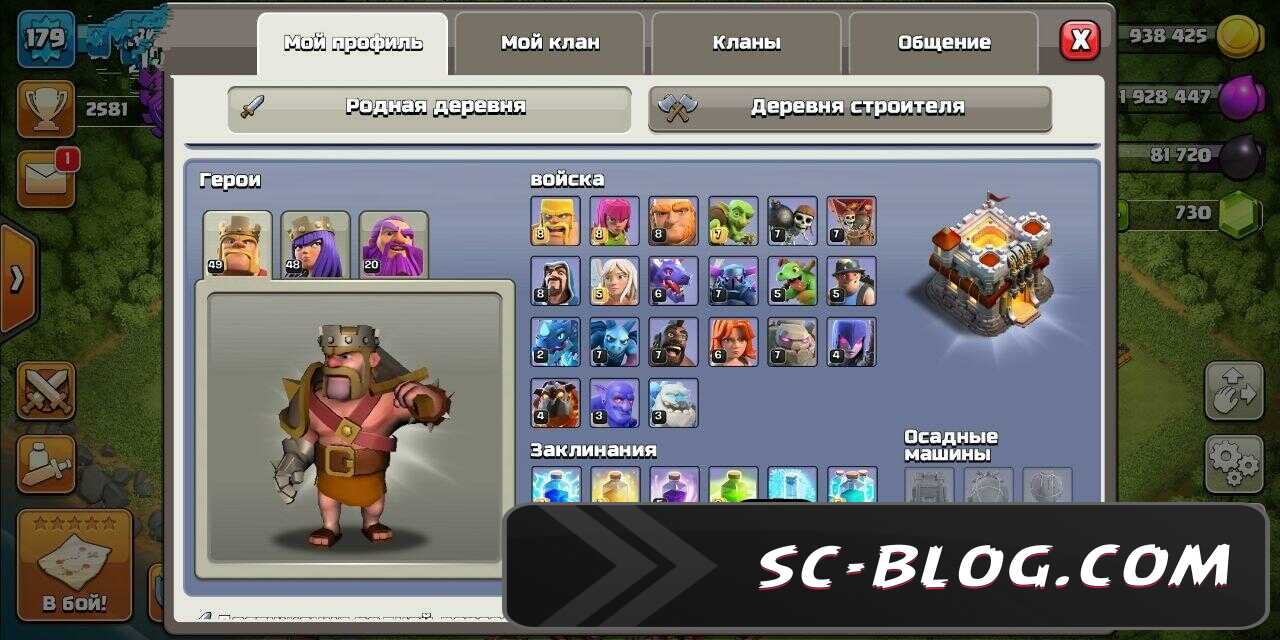 179
Мой профиль
Мой клан
Кланы
Общение
X
938 425
2581
Родная деревня
Деревня строителя
1 928 447
1
81 720
730
Герои
войска
49
48
20
8
8
8
7
7
7
8
5
6
7
5
5
2
7
7
6
7
4
4
3
3
Заклинания
Осадные
машины
В бой!
SC-BLOG.COM